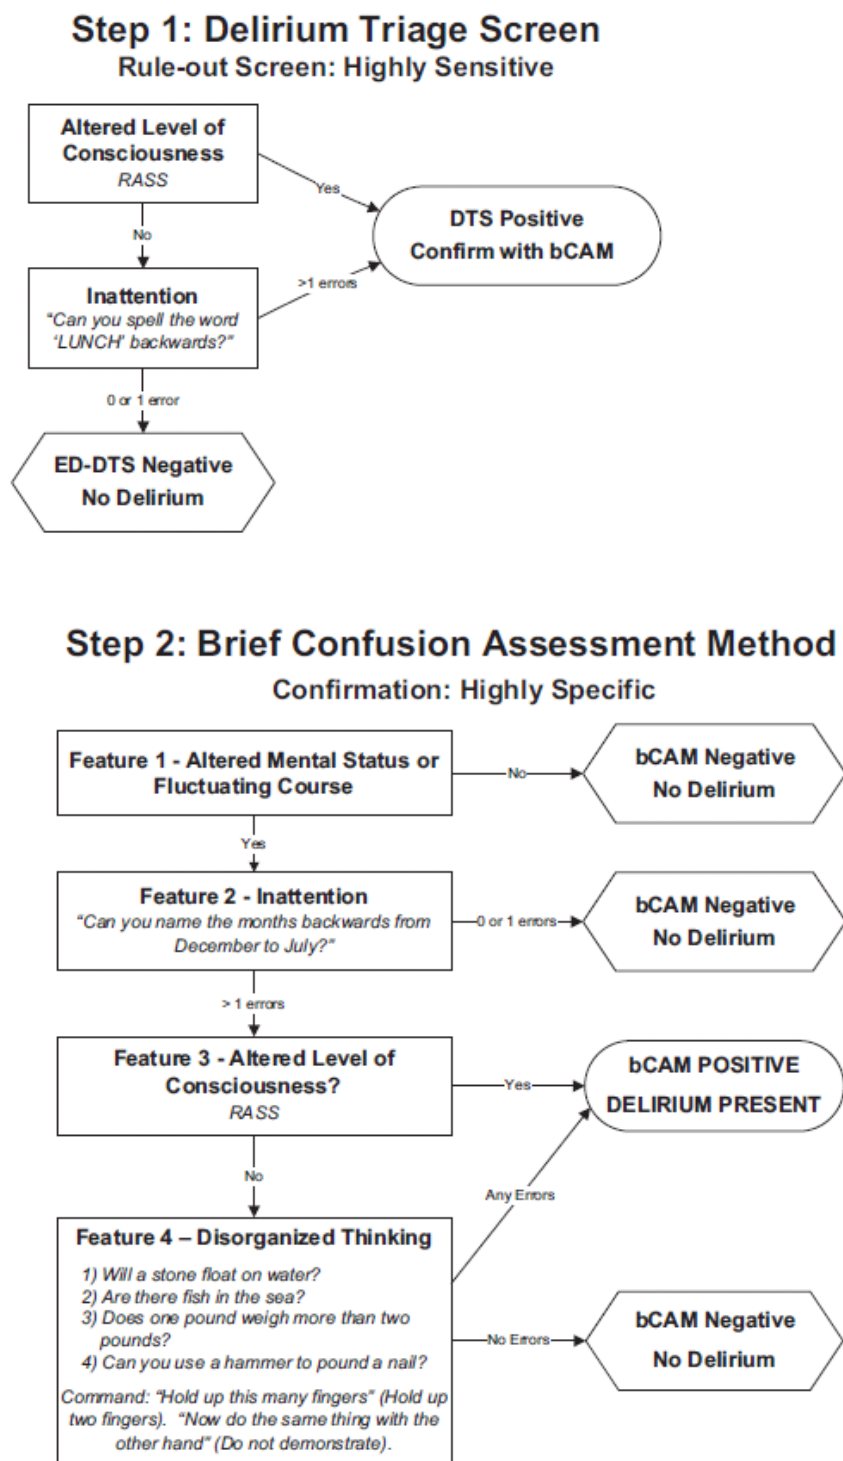 Step 1: Delirium Triage Screen
Rule-out Screen: Highly Sensitive
Altered Level of
Consciousness
RASS
Yes
DTS Positive
Confirm with bCAM
No
Inattention
“Can you spell the word
‘LUNCH’ backwards?”
>1 errors
0 or 1 error
ED-DTS Negative
No Delirium
Step 2: Brief Confusion Assessment Method
Confirmation: Highly Specific
Feature 1 - Altered Mental Status or
Fluctuating Course
No
bCAM Negative
No Delirium
Yes
Feature 2 - Inattention
“Can you name the months backwards from
December to July?”
0 or 1 errors
bCAM Negative
No Delirium
> 1 errors
Feature 3 - Altered Level of
Consciousness?
RASS
Yes
bCAM POSITIVE
DELIRIUM PRESENT
No
Any Errors
Feature 4 – Disorganized Thinking
1) Will a stone float on water?
2) Are there fish in the sea?
3) Does one pound weigh more than two
pounds?
4) Can you use a hammer to pound a nail?
Command: “Hold up this many fingers” (Hold up
two fingers). “Now do the same thing with the
other hand” (Do not demonstrate).
No Errors
bCAM Negative
No Delirium